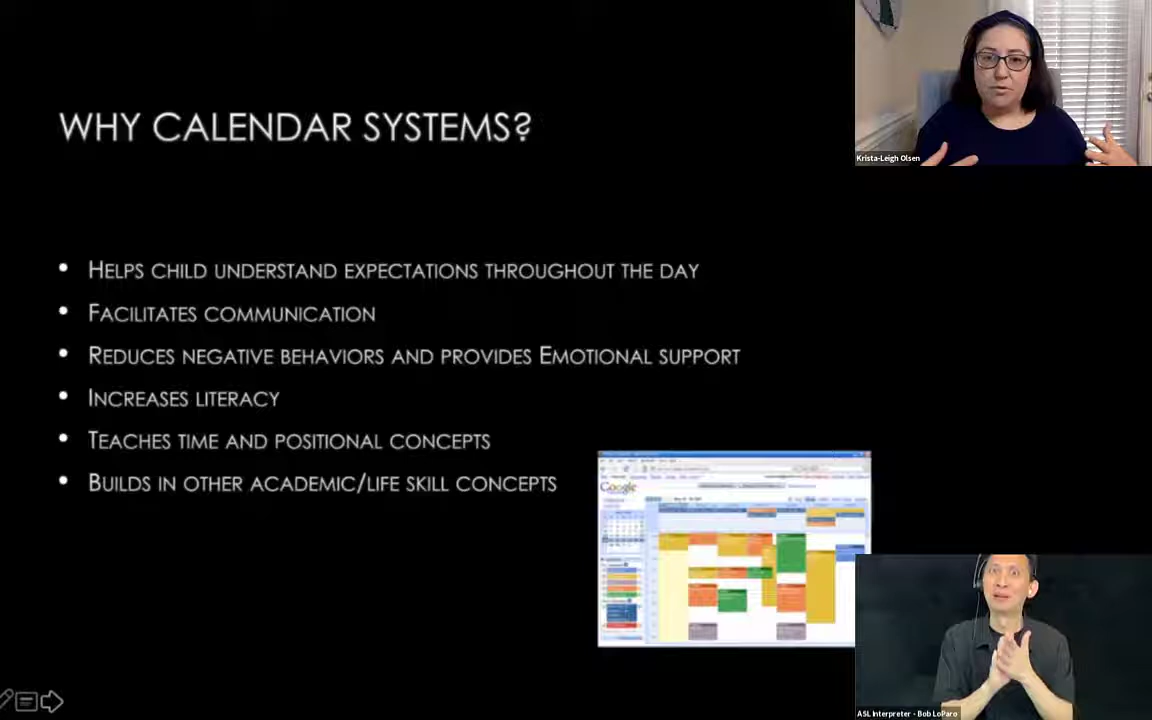 WHY CALENDAR SYSTEMS?
Krista-Leigh Olsen
• HELPS CHILD UNDERSTAND EXPECTATIONS THROUGHOUT THE DAY
• FACILITATES COMMUNICATION
• REDUCES NEGATIVE BEHAVIORS AND PROVIDES EMOTIONAL SUPPORT
• INCREASES LITERACY
• TEACHES TIME AND POSITIONAL CONCEPTS
• BUILDS IN OTHER ACADEMIC/LIFE SKILL CONCEPTS
Google
ASL Interpreter - Bob LoParo